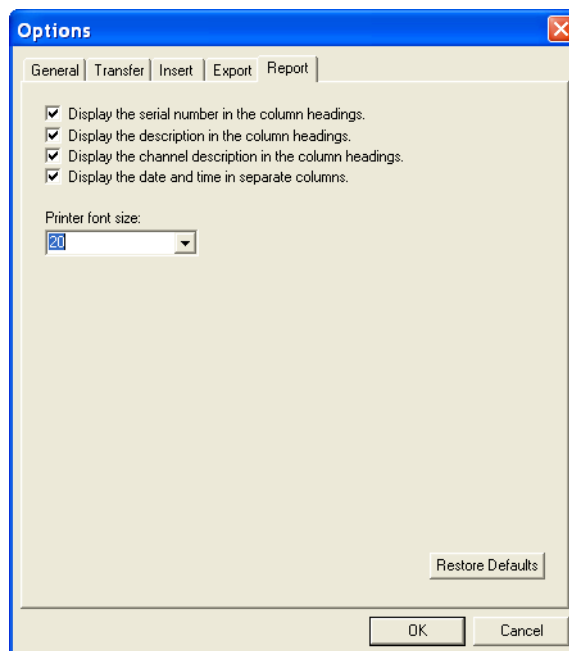 Options
General Transfer Insert Export Report
Display the serial number in the column headings.
Display the description in the column headings.
Display the channel description in the column headings.
Display the date and time in separate columns.
Printer font size:
20
Restore Defaults
OK Cancel